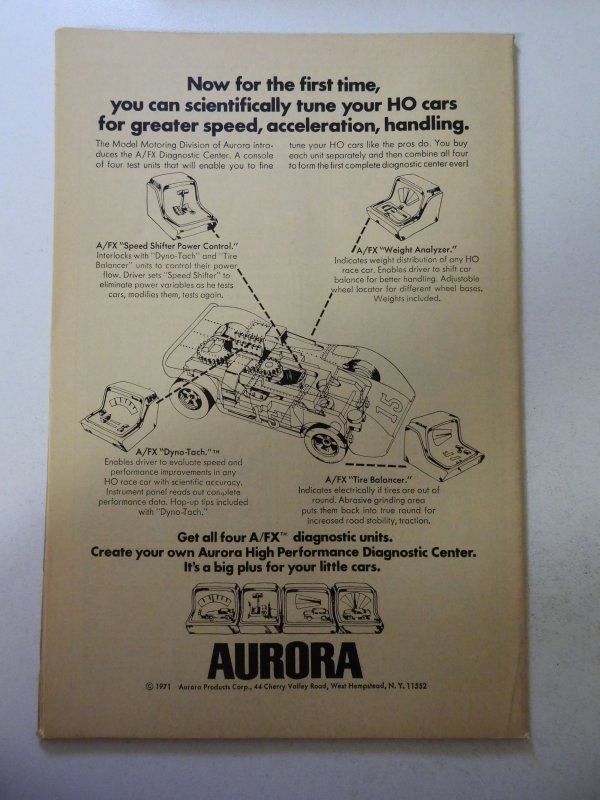 Now for the first time,
you can scientifically tune your HO cars
for greater speed, acceleration, handling.
The Model Motoring Division of Aurora intro-
duces the A/FX Diagnostic Center. A console
of four test units that will enable you to fine
tune your HO cars like the pros do. You buy
each unit separately and then combine all four
to form the first complete diagnostic center ever!
A/FX "Speed Shifter Power Control."
Interlocks with "Dyno-Tach" and "Tire
Balancer" units to control their power
flow. Driver sets "Speed Shifter" to
eliminate power variables as he tests
cars, modifies them, tests again.
A/FX "Weight Analyzer."
Indicates weight distribution of any HO
race car. Enables driver to shift car
balance for better handling. Adjustable
wheel locator for different wheel bases.
Weights included.
15
A/FX "Dyno-Tach."™
Enables driver to evaluate speed and
performance improvements in any
HO race car with scientific accuracy.
Instrument panel reads out complete
performance data. Hop-up tips included
with "Dyno-Tach."
A/FX "Tire Balancer."
Indicates electrically if tires are out of
round. Abrasive grinding area
puts them back into true round for
increased road stability, traction.
Get all four A/FX™ diagnostic units.
Create your own Aurora High Performance Diagnostic Center.
It's a big plus for your little cars.
AURORA
© 1971 Aurora Products Corp., 44 Cherry Valley Road, West Hempstead, N. Y. 11552